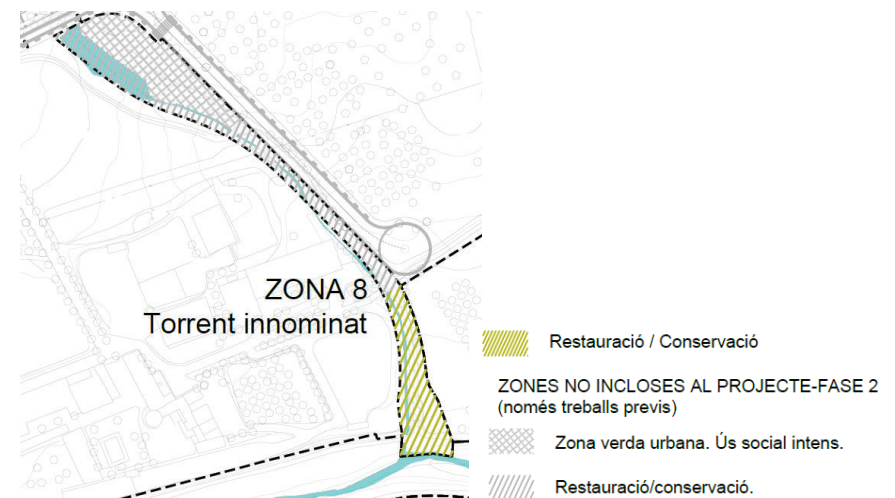 ZONA 8
Torrent innominat
Restauració / Conservació
ZONES NO INCLOSES AL PROJECTE-FASE 2
(només treballs previs)
Zona verda urbana. Ús social intens.
Restauració/conservació.